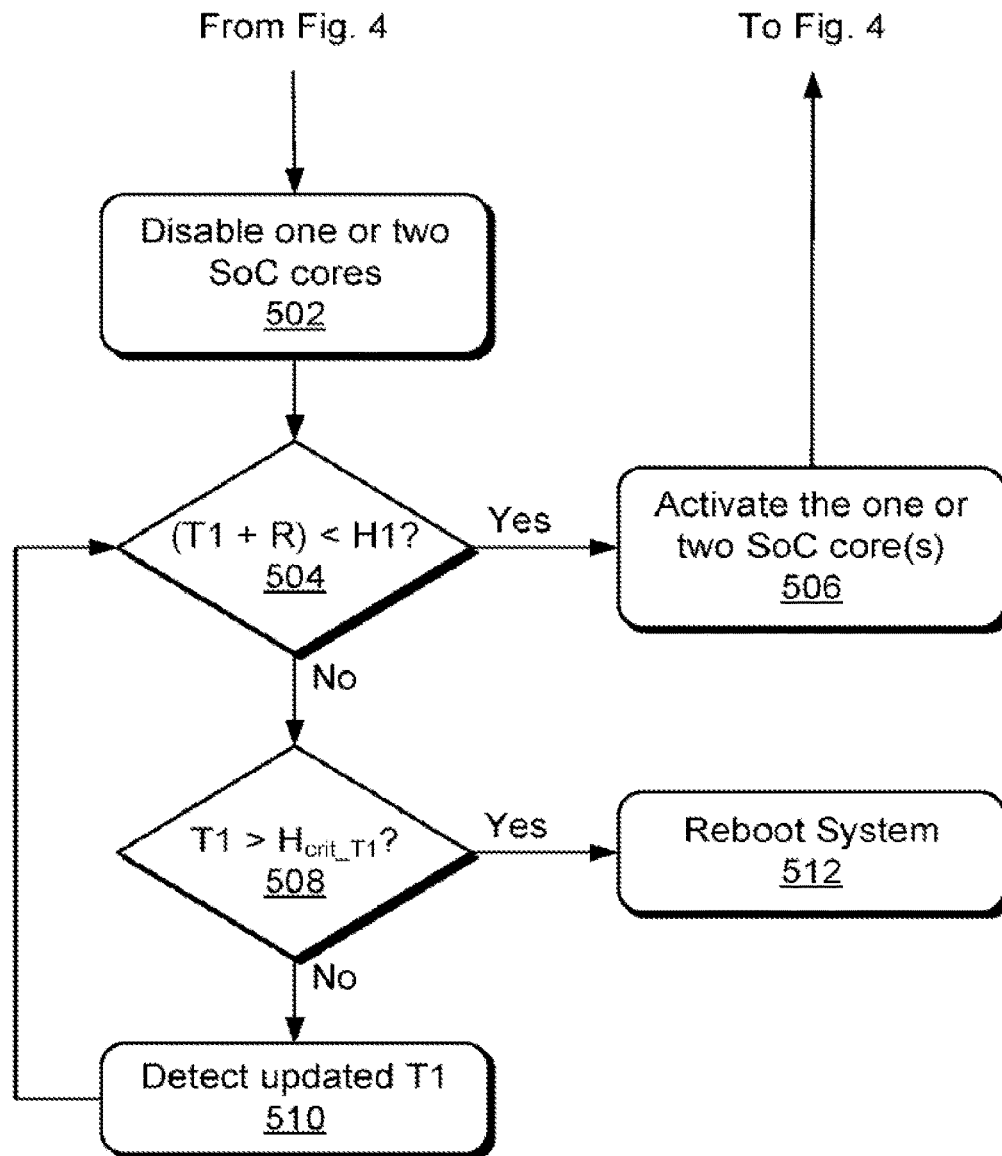 From Fig. 4
To Fig. 4
Disable one or two
SoC cores
502
(T1 + R) < H1?
504
Yes
Activate the one or
two SoC core(s)
506
No
T1 > Hcrit_T1?
508
Yes
Reboot System
512
No
Detect updated T1
510